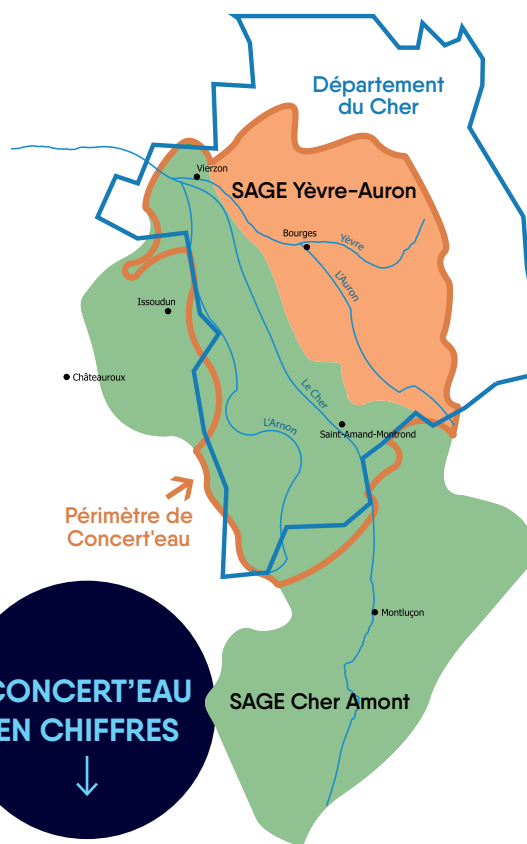 Département
du Cher
Vierzon
SAGE Yèvre-Auron
Bourges
Yèvre
L'Auron
Issoudun
Châteauroux
Le Cher
L'Arnon
Saint-Amand-Montrond
Périmètre de
Concert'eau
Montluçon
CONCERT'EAU
EN CHIFFRES
SAGE Cher Amont